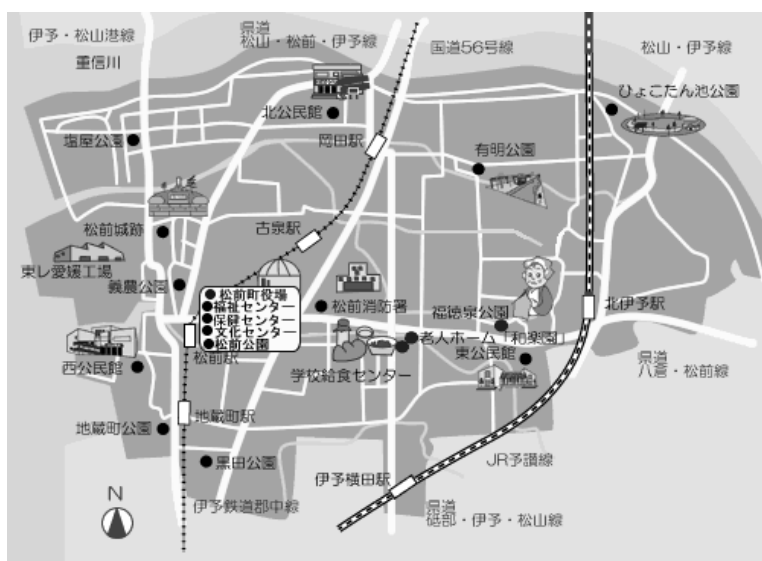 伊予・松山港線
重信川
県道
松山・松前・伊予線
国道56号線
松山・伊予線
ひょこたん池公園
北公民館
塩屋公園
岡田駅
有明公園
松前城跡
古泉駅
東レ愛媛工場
義農公園
松前町役場
福祉センター
保健センター
文化センター
松前公園
松前消防署
福徳泉公園
北伊予駅
老人ホーム「和楽園」
松前駅
東公民館
県道
八倉・松前線
西公民館
学校給食センター
地蔵町駅
地蔵町公園
黒田公園
JR予讃線
伊予横田駅
N
伊予鉄道郡中線
県道
砥部・伊予・松山線